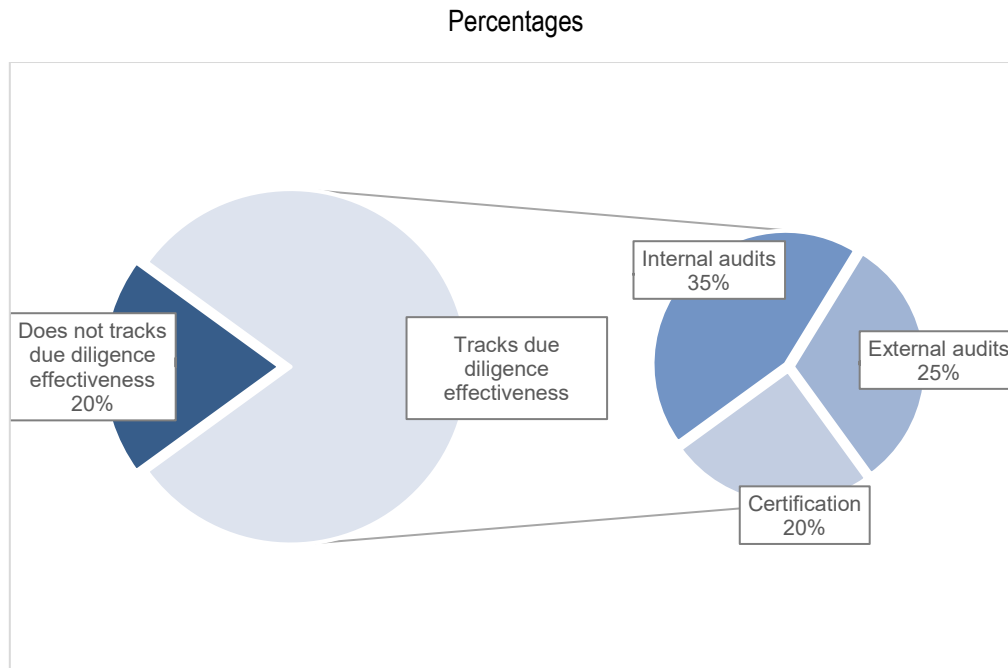 Percentages
Does not tracks
due diligence
effectiveness
20%
Tracks due
diligence
effectiveness
Internal audits
35%
External audits
25%
Certification
20%